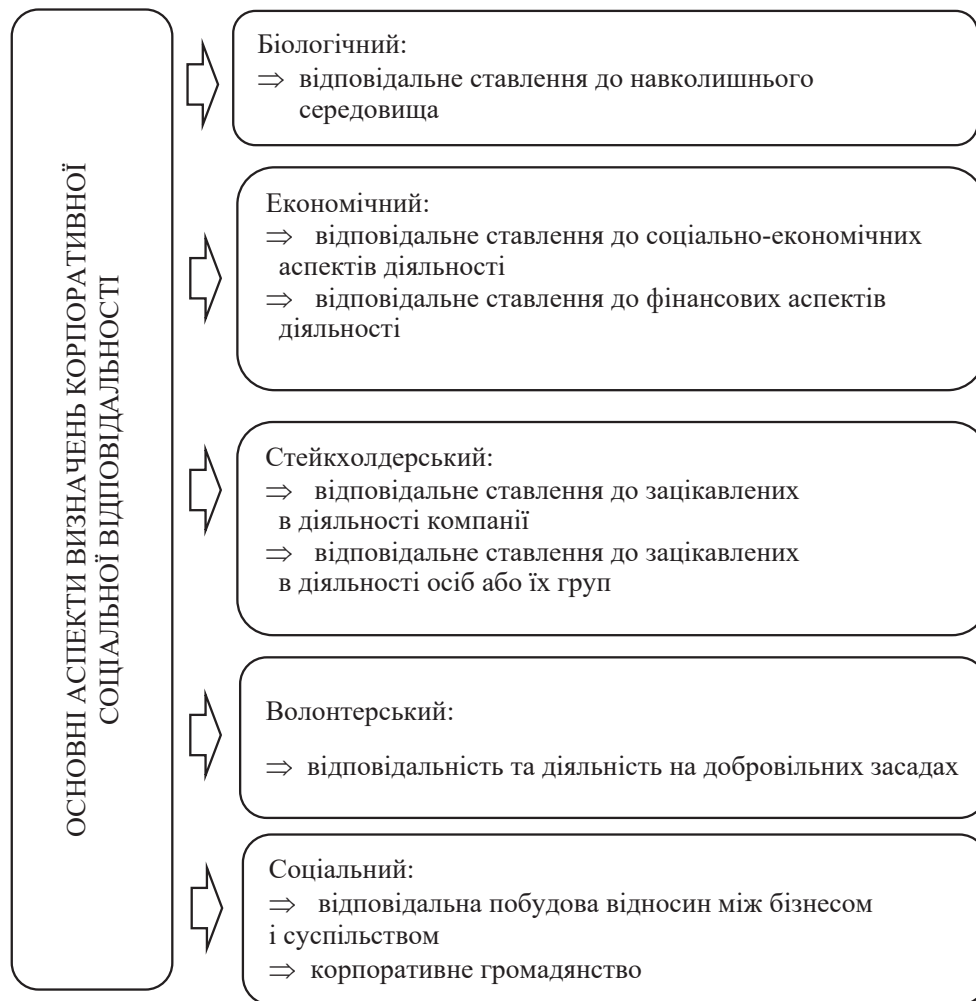 ОСНОВНІ АСПЕКТИ ВИЗНАЧЕНЬ КОРПОРАТИВНОЇ
СОЦІАЛЬНОЇ ВІДПОВІДАЛЬНОСТІ
Біологічний:
⇒ відповідальне ставлення до навколишнього
середовища
Економічний:
⇒ відповідальне ставлення до соціально-економічних
аспектів діяльності
⇒ відповідальне ставлення до фінансових аспектів
діяльності
Стейкхолдерський:
⇒ відповідальне ставлення до зацікавлених
в діяльності компанії
⇒ відповідальне ставлення до зацікавлених
в діяльності осіб або їх груп
Волонтерський:
⇒ відповідальність та діяльність на добровільних засадах
Соціальний:
⇒ відповідальна побудова відносин між бізнесом
і суспільством
⇒ корпоративне громадянство